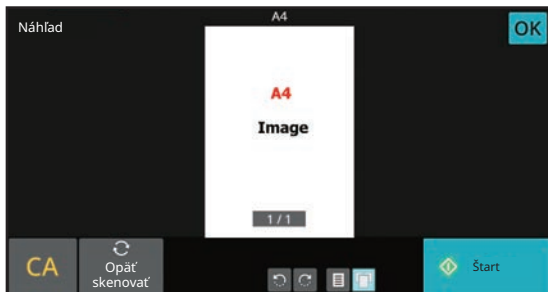 Náhľad
A4
OK
A4
Image
1 / 1
CA
Opäť
skenovať
Štart